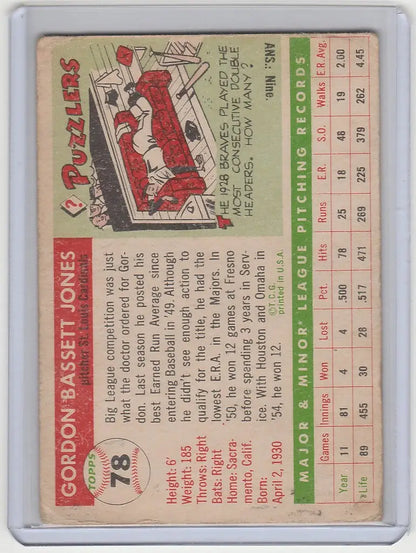 TOPPS
78
GORDON BASSETT JONES
pitcher St. Louis Cardinals
? PUZZLERS
Height: 6'
Weight: 185
Throws: Right
Bats: Right
Home: Sacra-
mento, Calif.
Born:
April 2, 1930
Big League competition was just
what the doctor ordered for Gor-
don. Last season he posted his
best Earned Run Average since
entering Baseball in '49. Although
he didn't see enough action to
qualify for the title, he had the
lowest E.R.A. in the Majors. In
'50, he won 12 games at Fresno
before spending 3 years in Serv-
ice. With Houston and Omaha in
'54, he won 12.
©T.C.G.
printed in U.S.A.
THE 1928 BRAVES PLAYED THE
MOST CONSECUTIVE DOUBLE
HEADERS. HOW MANY?
ANS.: Nine.
MAJOR & MINOR LEAGUE PITCHING RECORDS
Games Innings Won Lost Pct. Hits Runs E.R. S.O. Walks E.R.Avg.
Year 11 81 4 4 .500 78 25 18 48 19 2.00
Life 89 455 30 28 .517 471 269 225 379 262 4.45